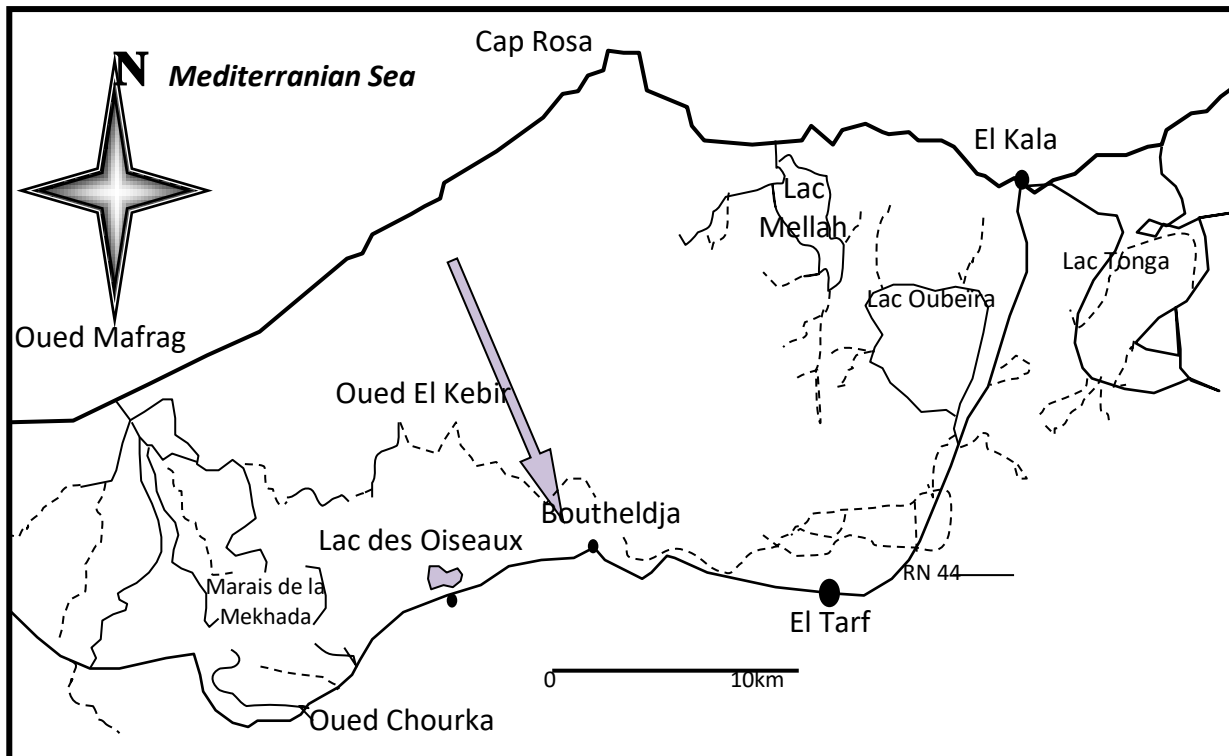 Cap Rosa
N
Mediterranian Sea
El Kala
Lac
Mellah
Lac Tonga
Lac Oubeira
Oued Mafrag
Oued El Kebir
Boutheldja
Lac des Oiseaux
Marais de la
Mekhada
RN 44
El Tarf
0 10km
Oued Chourka